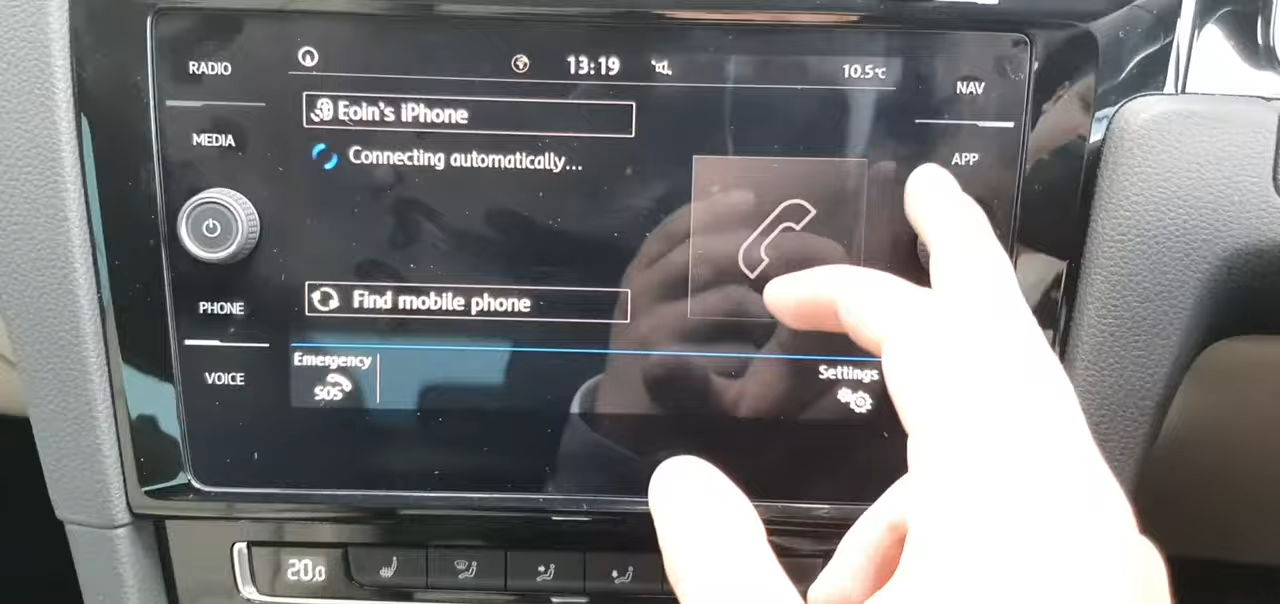 RADIO
13:19
10.5°C
NAV
Eoin's iPhone
MEDIA
Connecting automatically...
APP
PHONE
Find mobile phone
Emergency
SOS
VOICE
Settings
20.0